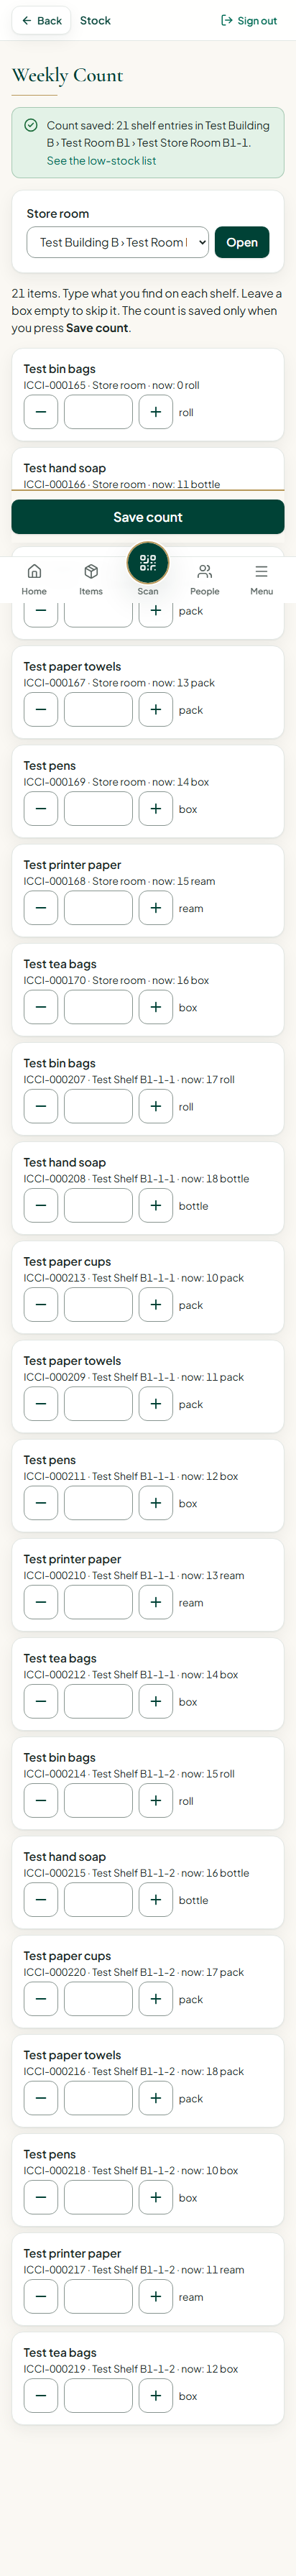 Back
Stock
Sign out
Weekly Count
Count saved: 21 shelf entries in Test Building
B › Test Room B1 › Test Store Room B1-1.
See the low-stock list
Store room
Test Building B › Test Room
Open
21 items. Type what you find on each shelf. Leave a
box empty to skip it. The count is saved only when
you press Save count.
Test bin bags
ICCI-000165 · Store room · now: 0 roll
roll
Test hand soap
ICCI-000166 · Store room · now: 11 bottle
Save count
Home
Items
Scan
People
Menu
pack
Test paper towels
ICCI-000167 · Store room · now: 13 pack
pack
Test pens
ICCI-000169 · Store room · now: 14 box
box
Test printer paper
ICCI-000168 · Store room · now: 15 ream
ream
Test tea bags
ICCI-000170 · Store room · now: 16 box
box
Test bin bags
ICCI-000207 · Test Shelf B1-1-1 · now: 17 roll
roll
Test hand soap
ICCI-000208 · Test Shelf B1-1-1 · now: 18 bottle
bottle
Test paper cups
ICCI-000213 · Test Shelf B1-1-1 · now: 10 pack
pack
Test paper towels
ICCI-000209 · Test Shelf B1-1-1 · now: 11 pack
pack
Test pens
ICCI-000211 · Test Shelf B1-1-1 · now: 12 box
box
Test printer paper
ICCI-000210 · Test Shelf B1-1-1 · now: 13 ream
ream
Test tea bags
ICCI-000212 · Test Shelf B1-1-1 · now: 14 box
box
Test bin bags
ICCI-000214 · Test Shelf B1-1-2 · now: 15 roll
roll
Test hand soap
ICCI-000215 · Test Shelf B1-1-2 · now: 16 bottle
bottle
Test paper cups
ICCI-000220 · Test Shelf B1-1-2 · now: 17 pack
pack
Test paper towels
ICCI-000216 · Test Shelf B1-1-2 · now: 18 pack
pack
Test pens
ICCI-000218 · Test Shelf B1-1-2 · now: 10 box
box
Test printer paper
ICCI-000217 · Test Shelf B1-1-2 · now: 11 ream
ream
Test tea bags
ICCI-000219 · Test Shelf B1-1-2 · now: 12 box
box